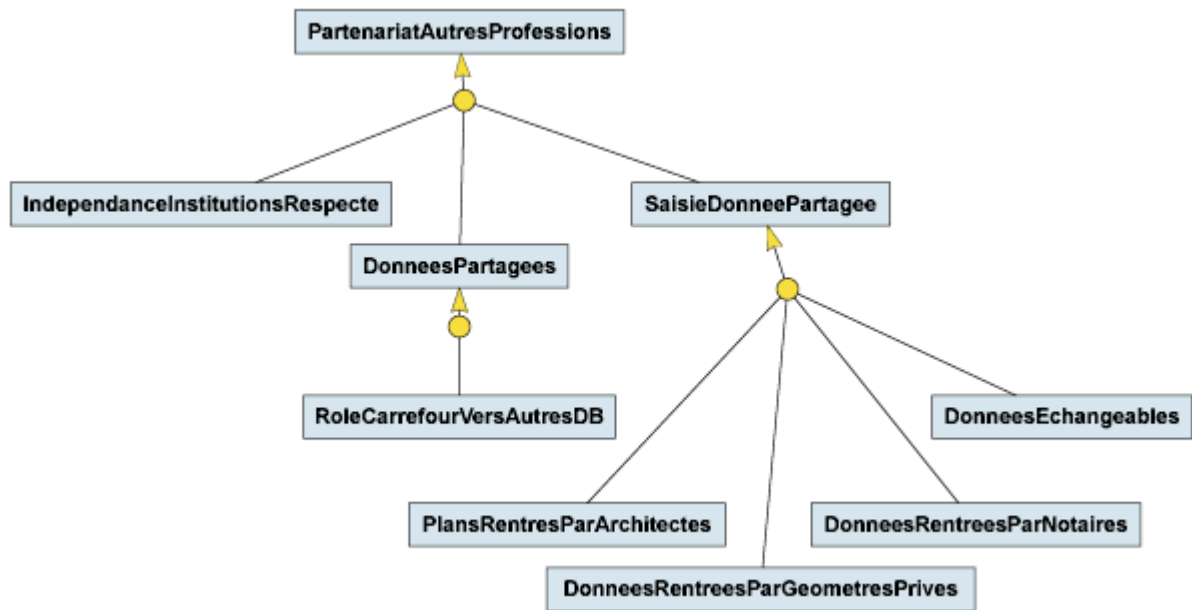 PartenariatAutresProfessions
IndependanceInstitutionsRespecte
SaisieDonneePartagee
DonneesPartagees
RoleCarrefourVersAutresDB
DonneesEchangeables
PlansRentresParArchitectes
DonneesRentreesParNotaires
DonneesRentreesParGeometresPrives